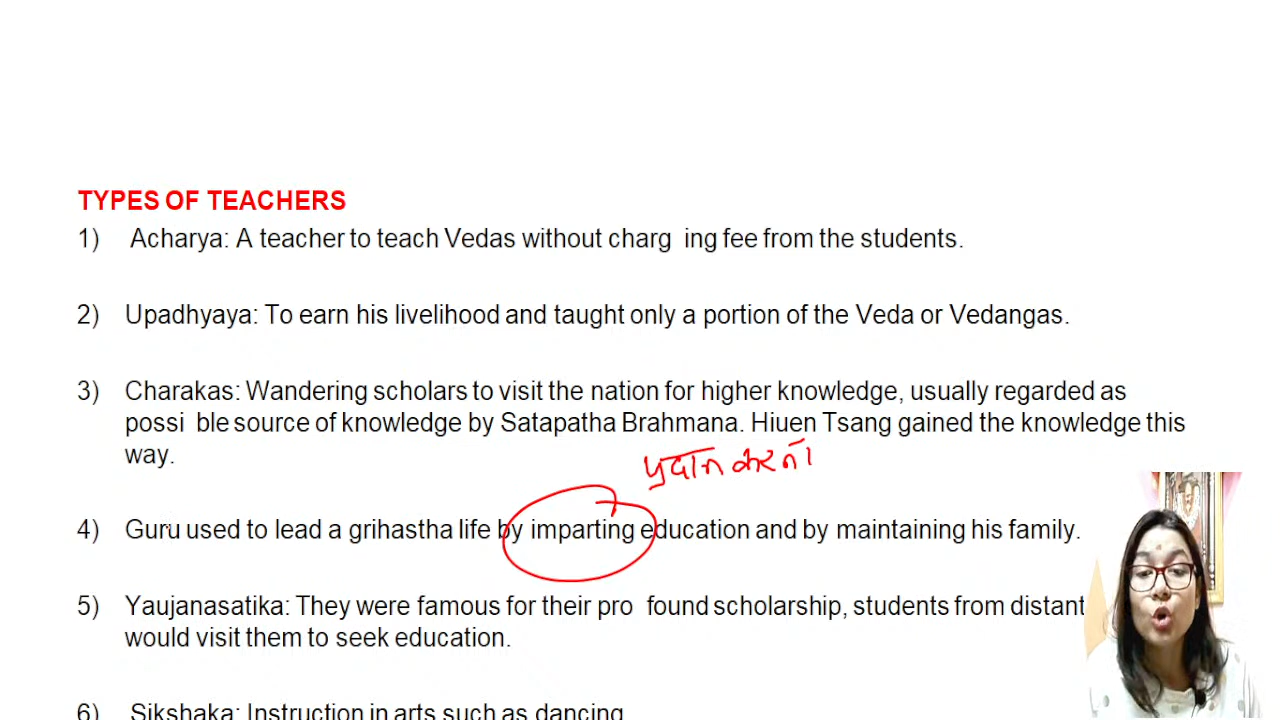 TYPES OF TEACHERS
1) Acharya: A teacher to teach Vedas without charg ing fee from the students.
2) Upadhyaya: To earn his livelihood and taught only a portion of the Veda or Vedangas.
3) Charakas: Wandering scholars to visit the nation for higher knowledge, usually regarded as
possi ble source of knowledge by Satapatha Brahmana. Hiuen Tsang gained the knowledge this
way.
प्रदान करना
4) Guru used to lead a grihastha life by imparting education and by maintaining his family.
5) Yaujanasatika: They were famous for their pro found scholarship, students from distant
would visit them to seek education.
6) Sikshaka: Instruction in arts such as dancing